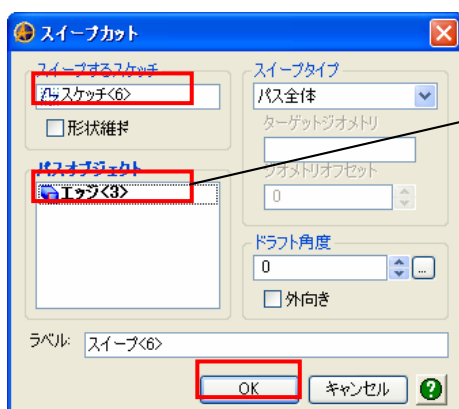 スイープカット
スイープするスケッチ
スケッチ<6>
形状維持
パスオブジェクト
エッジ<3>
スイープタイプ
パス全体
ターゲットジオメトリ
ジオメトリオフセット
0
ドラフト角度
0
...
外向き
ラベル: スイープ<6>
OK キャンセル ?